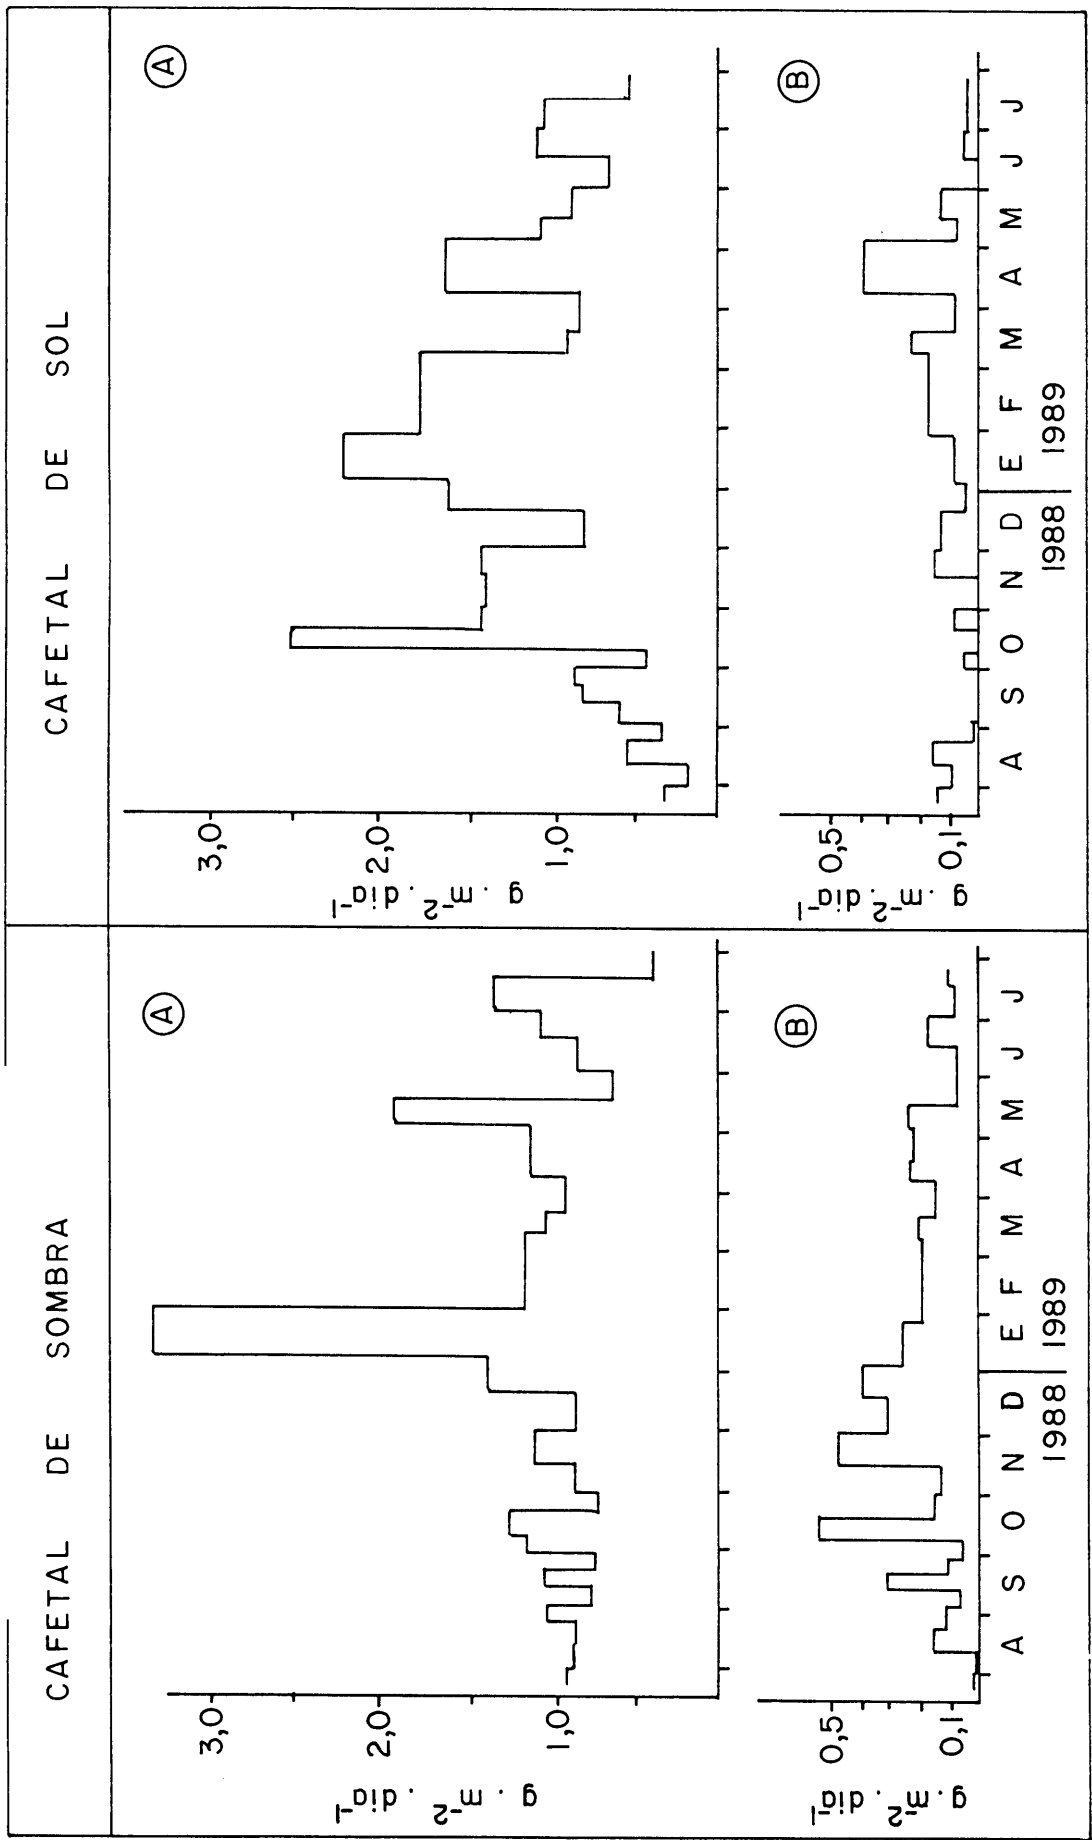 CAFETAL DE SOMBRA
Ⓐ
3,0
2,0
1,0
g . m⁻² . dia⁻¹
Ⓑ
0,5
0,1
g . m⁻² . dia⁻¹
A S O N D E F M A M J J
1988 1989
CAFETAL DE SOL
Ⓐ
3,0
2,0
1,0
g . m⁻² . dia⁻¹
Ⓑ
0,5
0,1
g . m⁻² . dia⁻¹
A S O N D E F M A M J J
1988 1989